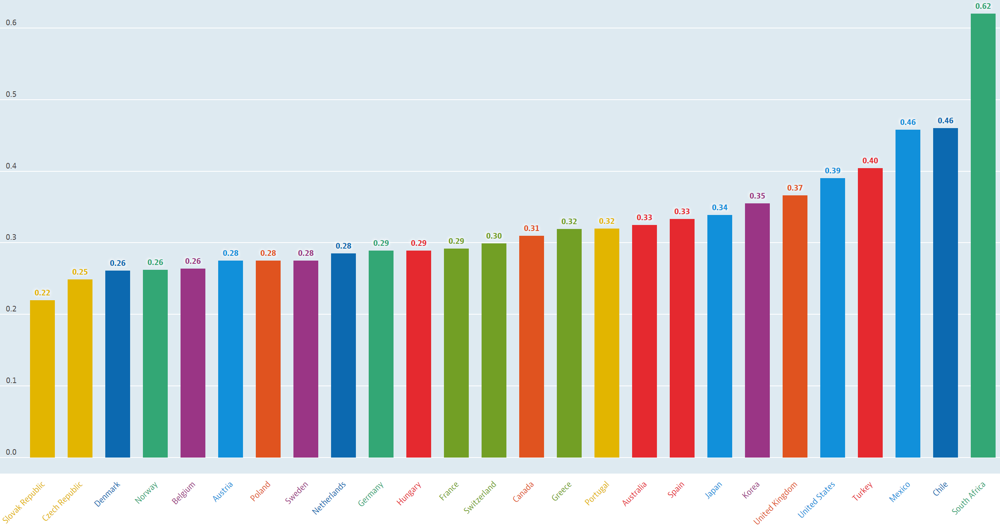 0.6
0.5
0.4
0.3
0.2
0.1
0.0
0.22
0.25
0.26
0.26
0.26
0.28
0.28
0.28
0.28
0.29
0.29
0.29
0.30
0.31
0.32
0.32
0.33
0.33
0.34
0.35
0.37
0.39
0.40
0.46
0.46
0.62
Slovak Republic
Czech Republic
Denmark
Norway
Belgium
Austria
Poland
Sweden
Netherlands
Germany
Hungary
France
Switzerland
Canada
Greece
Portugal
Australia
Spain
Japan
Korea
United Kingdom
United States
Turkey
Mexico
Chile
South Africa